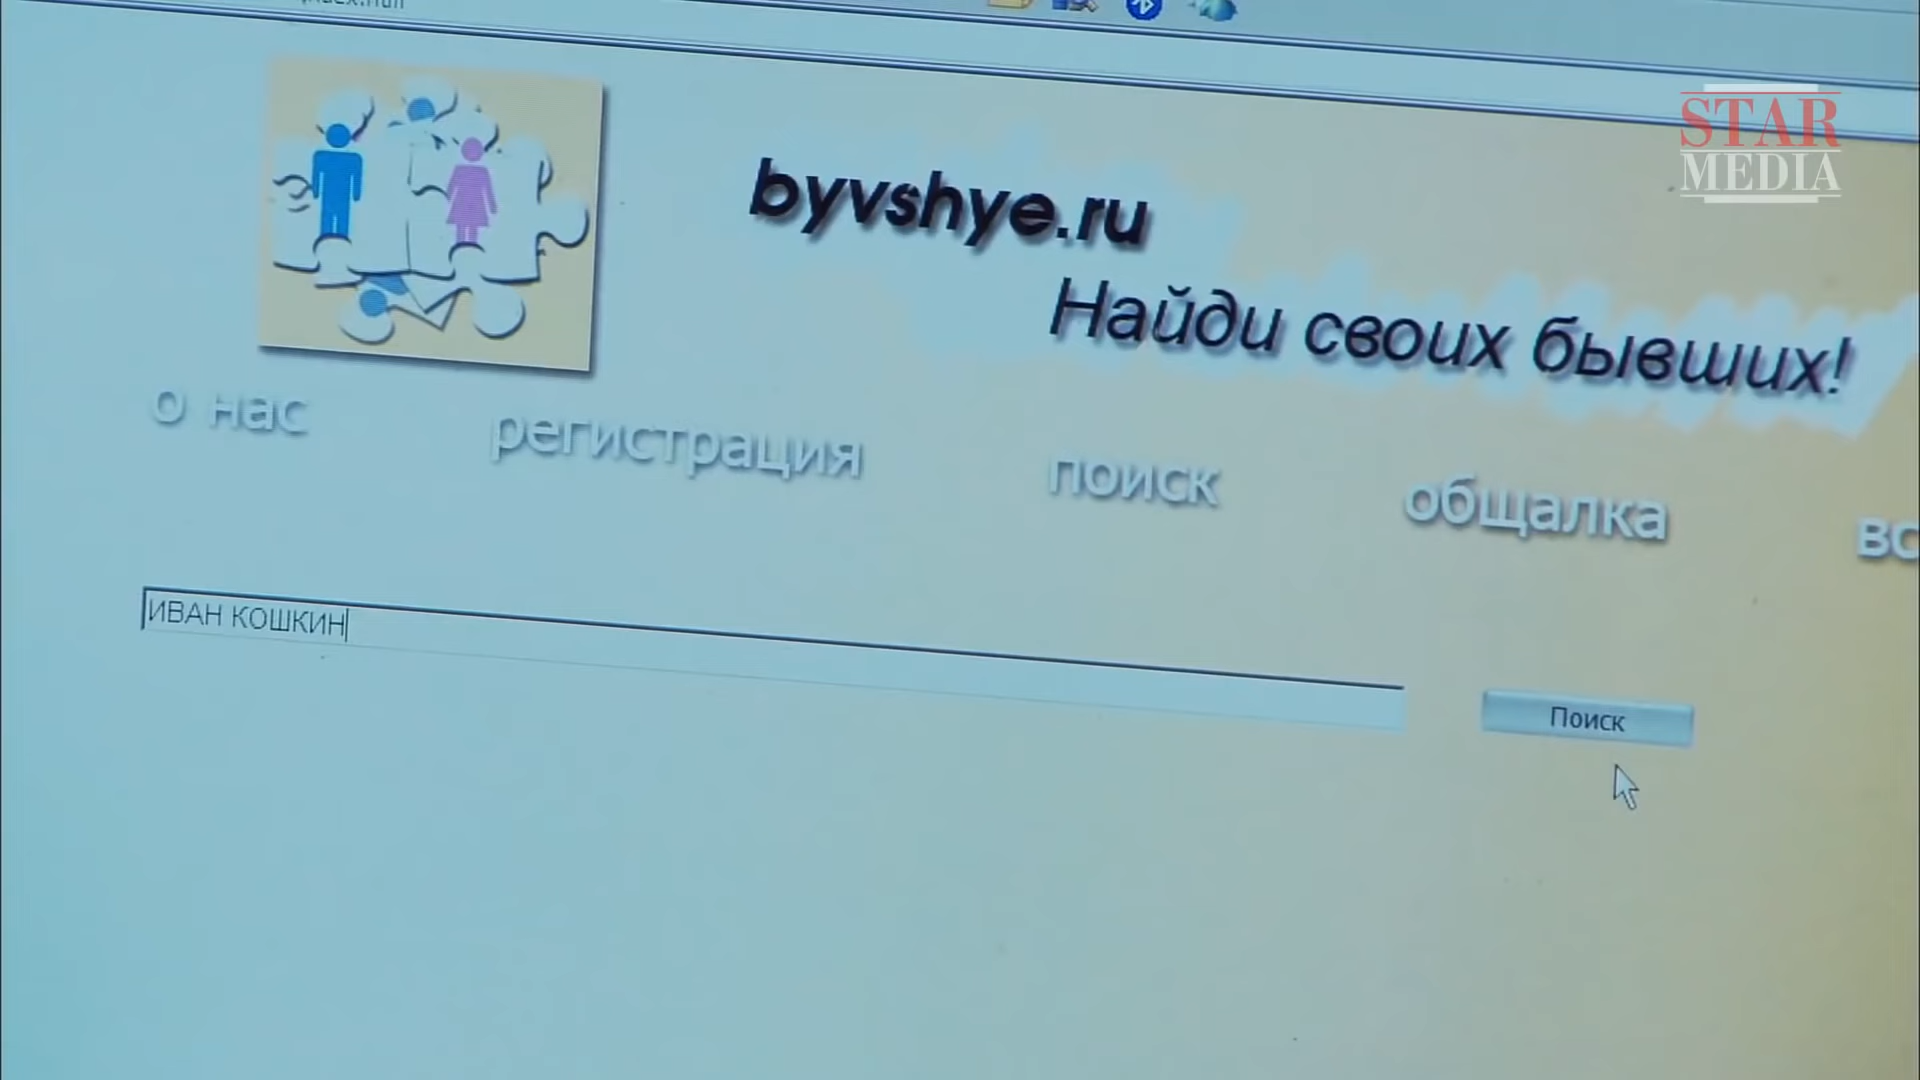 STAR
MEDIA
byvshye.ru
Найди своих бывших!
о нас
регистрация
поиск
общалка
ИВАН КОШКИН
Поиск